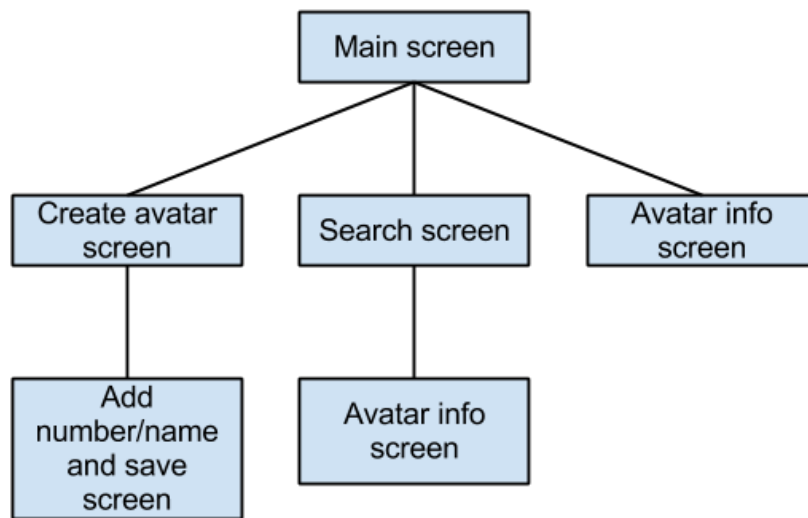 Main screen
Create avatar
screen
Search screen
Avatar info
screen
Add
number/name
and save
screen
Avatar info
screen